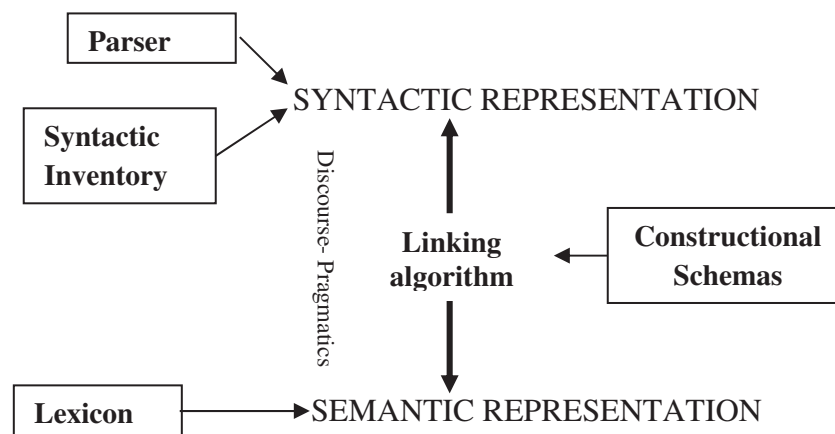 Parser
SYNTACTIC REPRESENTATION
Syntactic
Inventory
Discourse- Pragmatics
Linking
algorithm
Constructional
Schemas
Lexicon
SEMANTIC REPRESENTATION